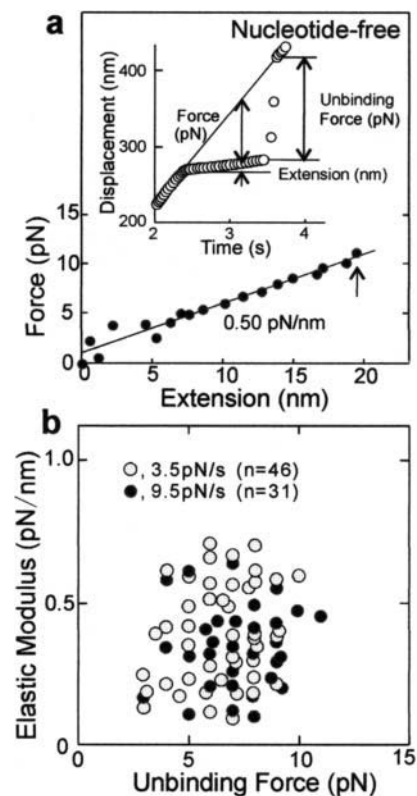 a
Nucleotide-free
Displacement (nm)
400
300
200
Force
(pN)
Unbinding
Force (pN)
Extension (nm)
2
3
4
Time (s)
Force (pN)
15
10
5
0
0.50 pN/nm
0
5
10
15
20
Extension (nm)
b
○, 3.5pN/s (n=46)
●, 9.5pN/s (n=31)
Elastic Modulus (pN/nm)
1.0
0.5
0
0
5
10
15
Unbinding Force (pN)